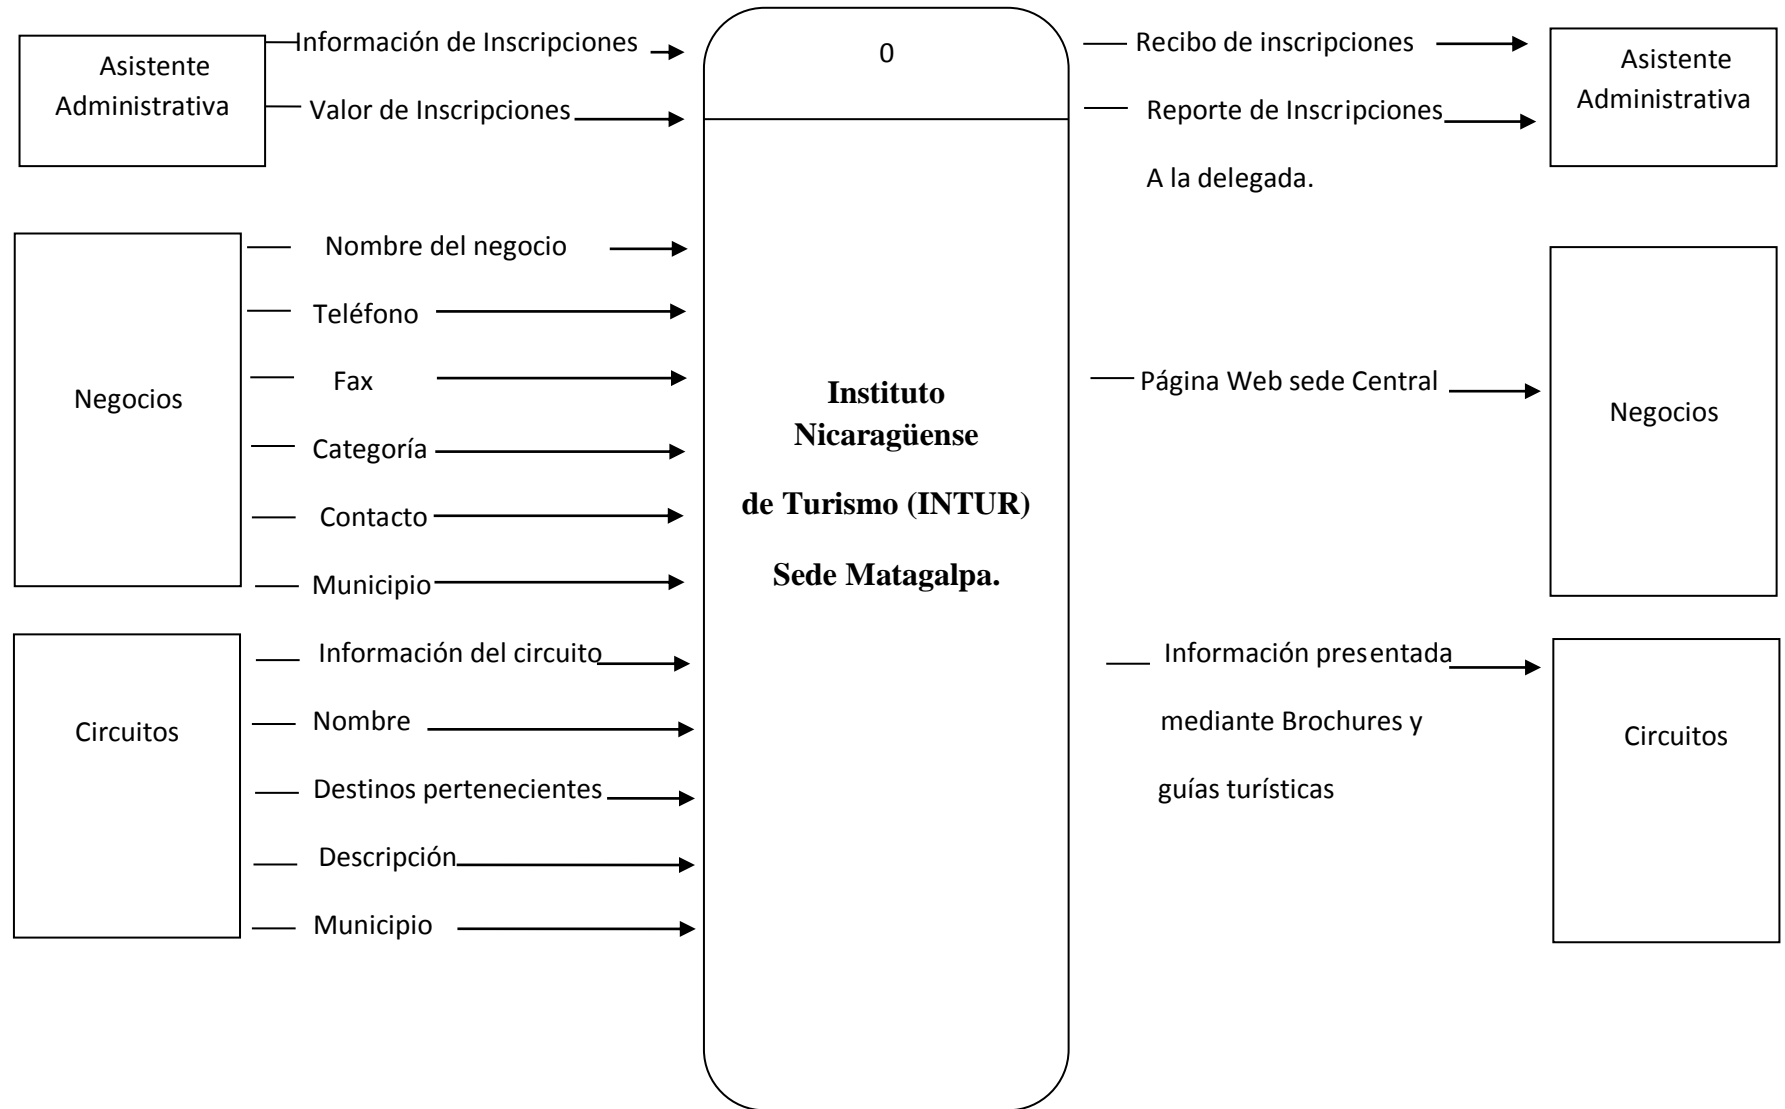 Asistente
Administrativa
Información de Inscripciones
Valor de Inscripciones
0
Recibo de inscripciones
Reporte de Inscripciones
A la delegada.
Asistente
Administrativa
Negocios
Nombre del negocio
Teléfono
Fax
Categoría
Contacto
Municipio
Instituto
Nicaragüense
de Turismo (INTUR)
Sede Matagalpa.
Página Web sede Central
Negocios
Circuitos
Información del circuito
Nombre
Destinos pertenecientes
Descripción
Municipio
Información presentada
mediante Brochures y
guías turísticas
Circuitos